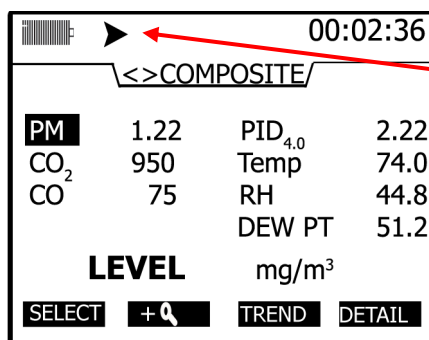 00:02:36
<>COMPOSITE
PM 1.22 PID4.0 2.22
CO2 950 Temp 74.0
CO 75 RH 44.8
DEW PT 51.2
LEVEL mg/m³
SELECT + TREND DETAIL